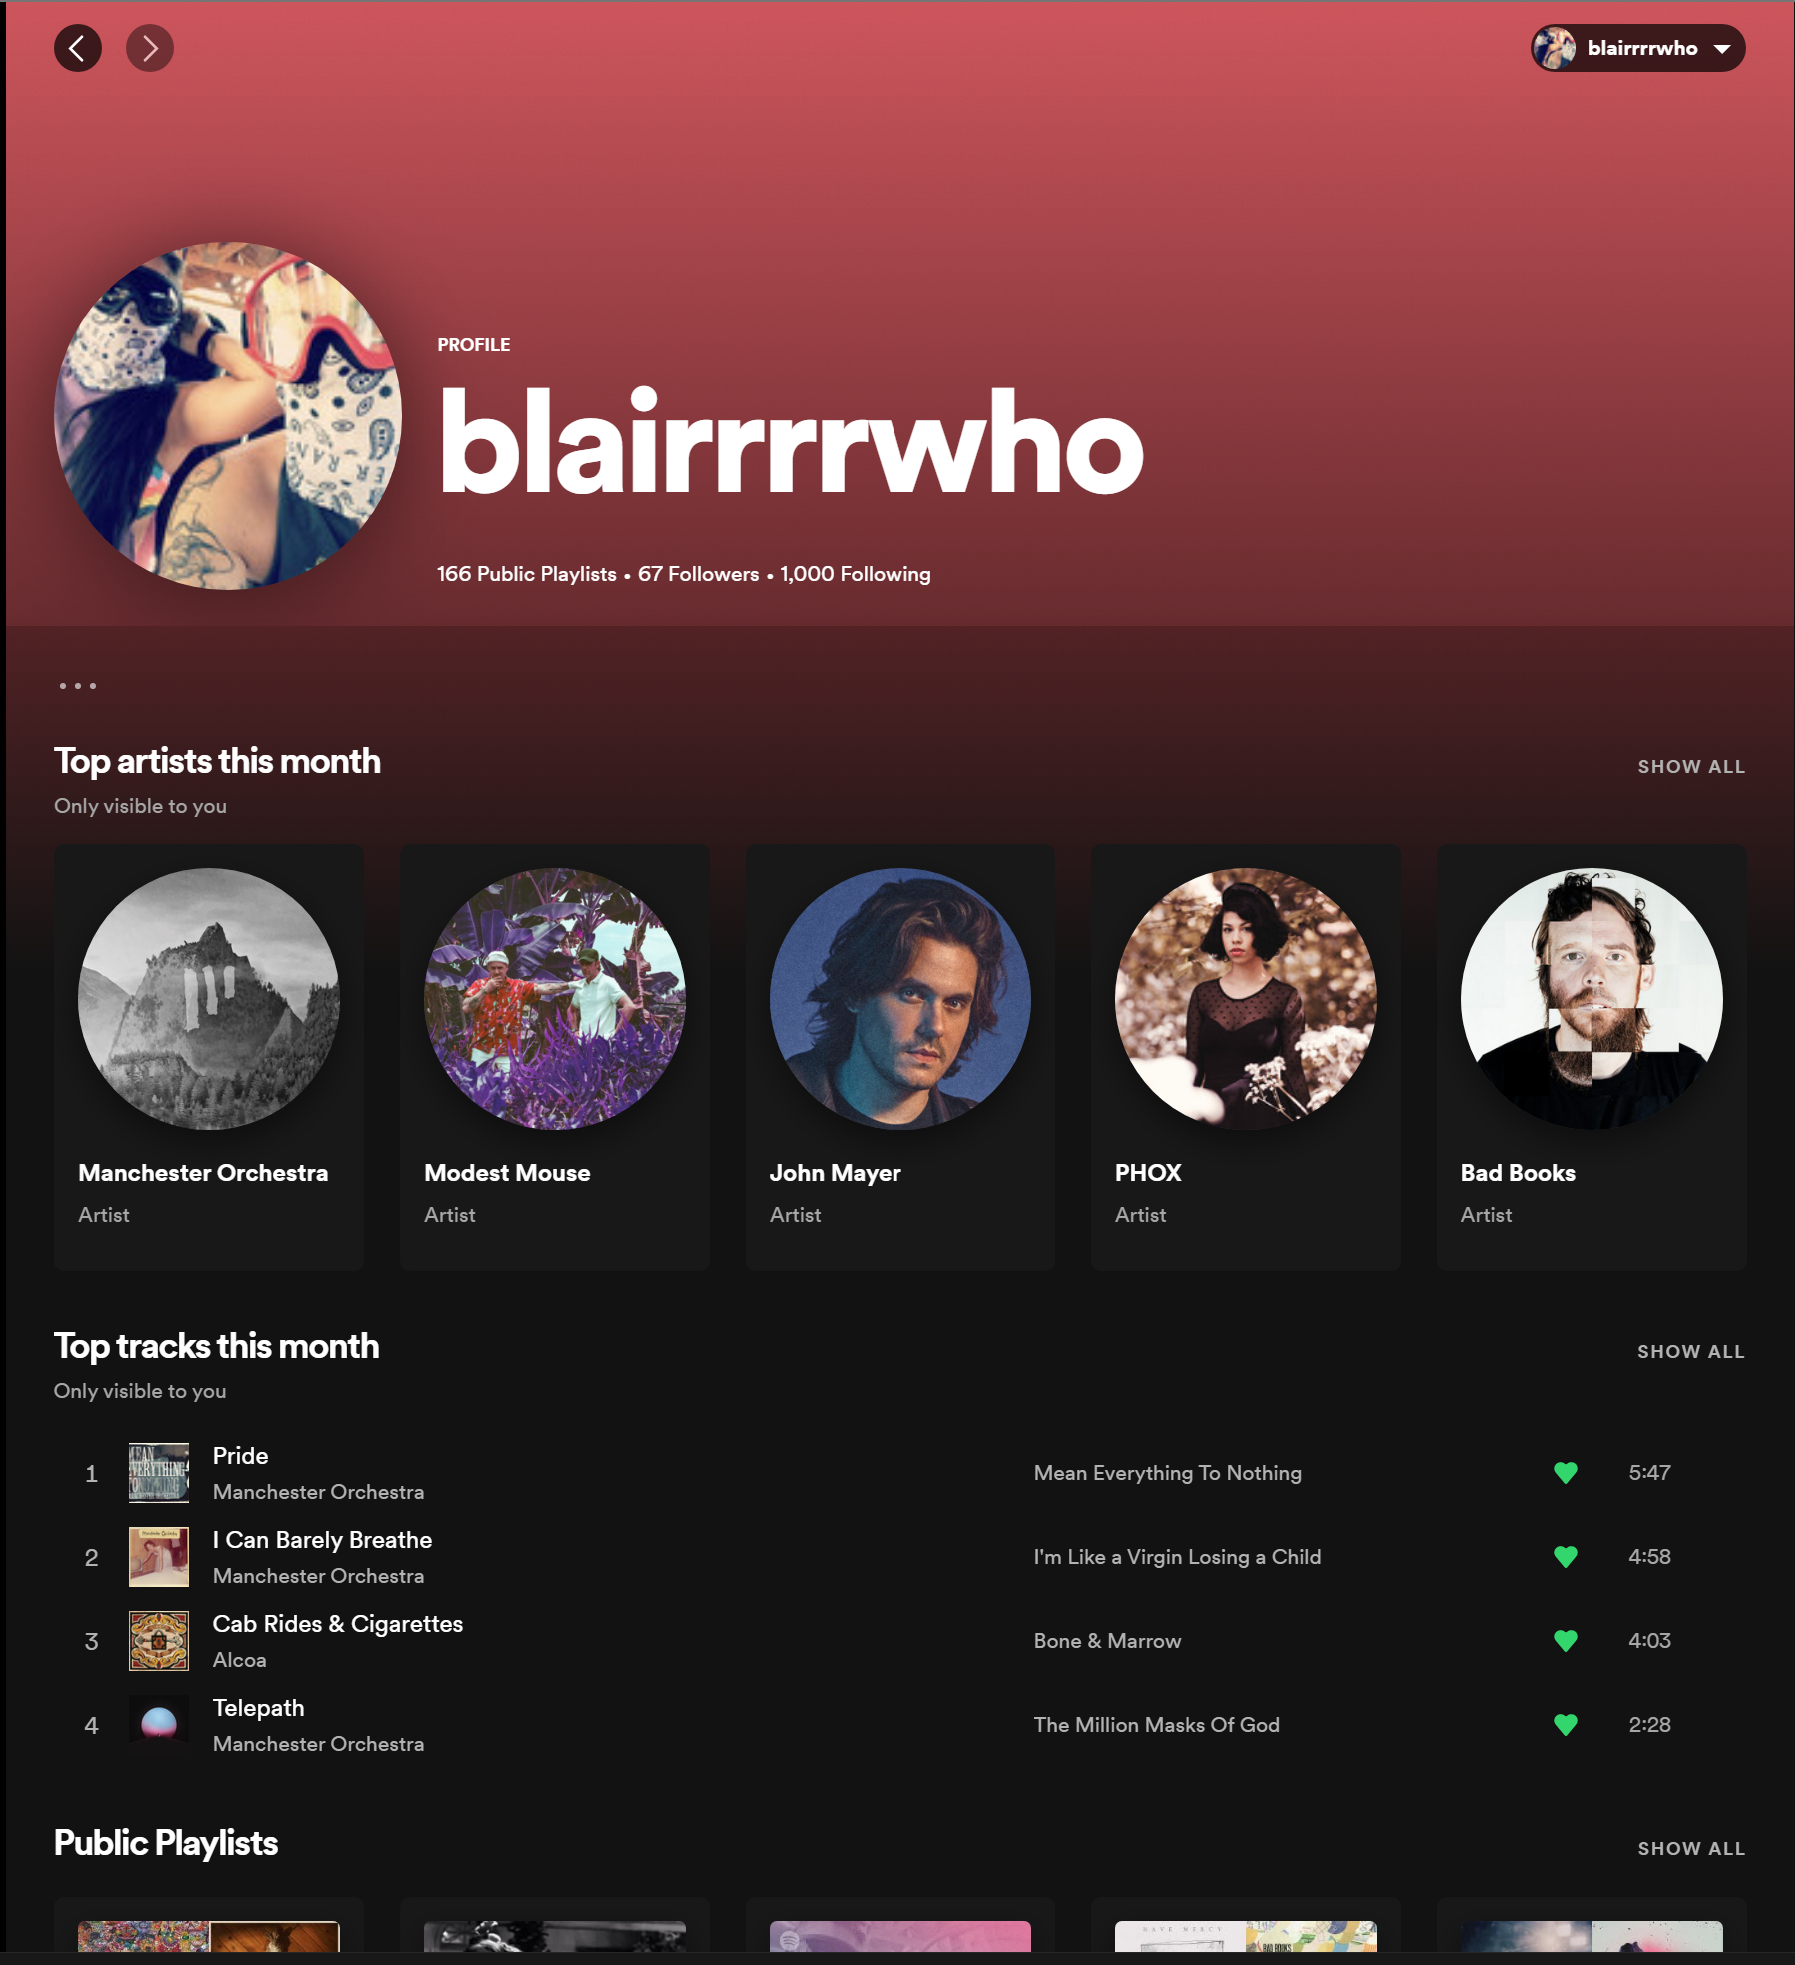 blairrrrwho
PROFILE
blairrrrwho
166 Public Playlists • 67 Followers • 1,000 Following
Top artists this month
SHOW ALL
Only visible to you
Manchester Orchestra
Artist
Modest Mouse
Artist
John Mayer
Artist
PHOX
Artist
Bad Books
Artist
Top tracks this month
SHOW ALL
Only visible to you
1
Pride
Manchester Orchestra
Mean Everything To Nothing
5:47
2
I Can Barely Breathe
Manchester Orchestra
I'm Like a Virgin Losing a Child
4:58
3
Cab Rides & Cigarettes
Alcoa
Bone & Marrow
4:03
4
Telepath
Manchester Orchestra
The Million Masks Of God
2:28
Public Playlists
SHOW ALL
HAVE MERCY
BAD BOOKS